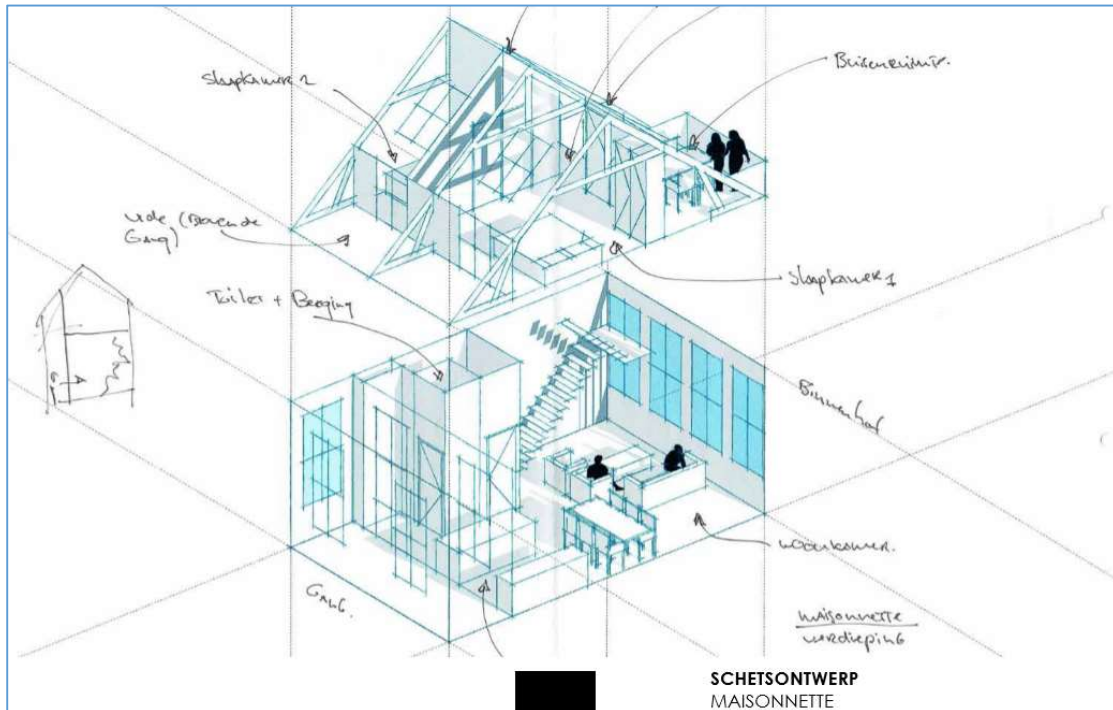 Slaapkamer 2
Buitenruimte.
Vide (Boven de
Gang)
Toilet + Berging
Slaapkamer 1
Binnenhof
Woonkamer.
GANG.
MAISONNETTE
verdieping
SCHETSONTWERP
MAISONNETTE